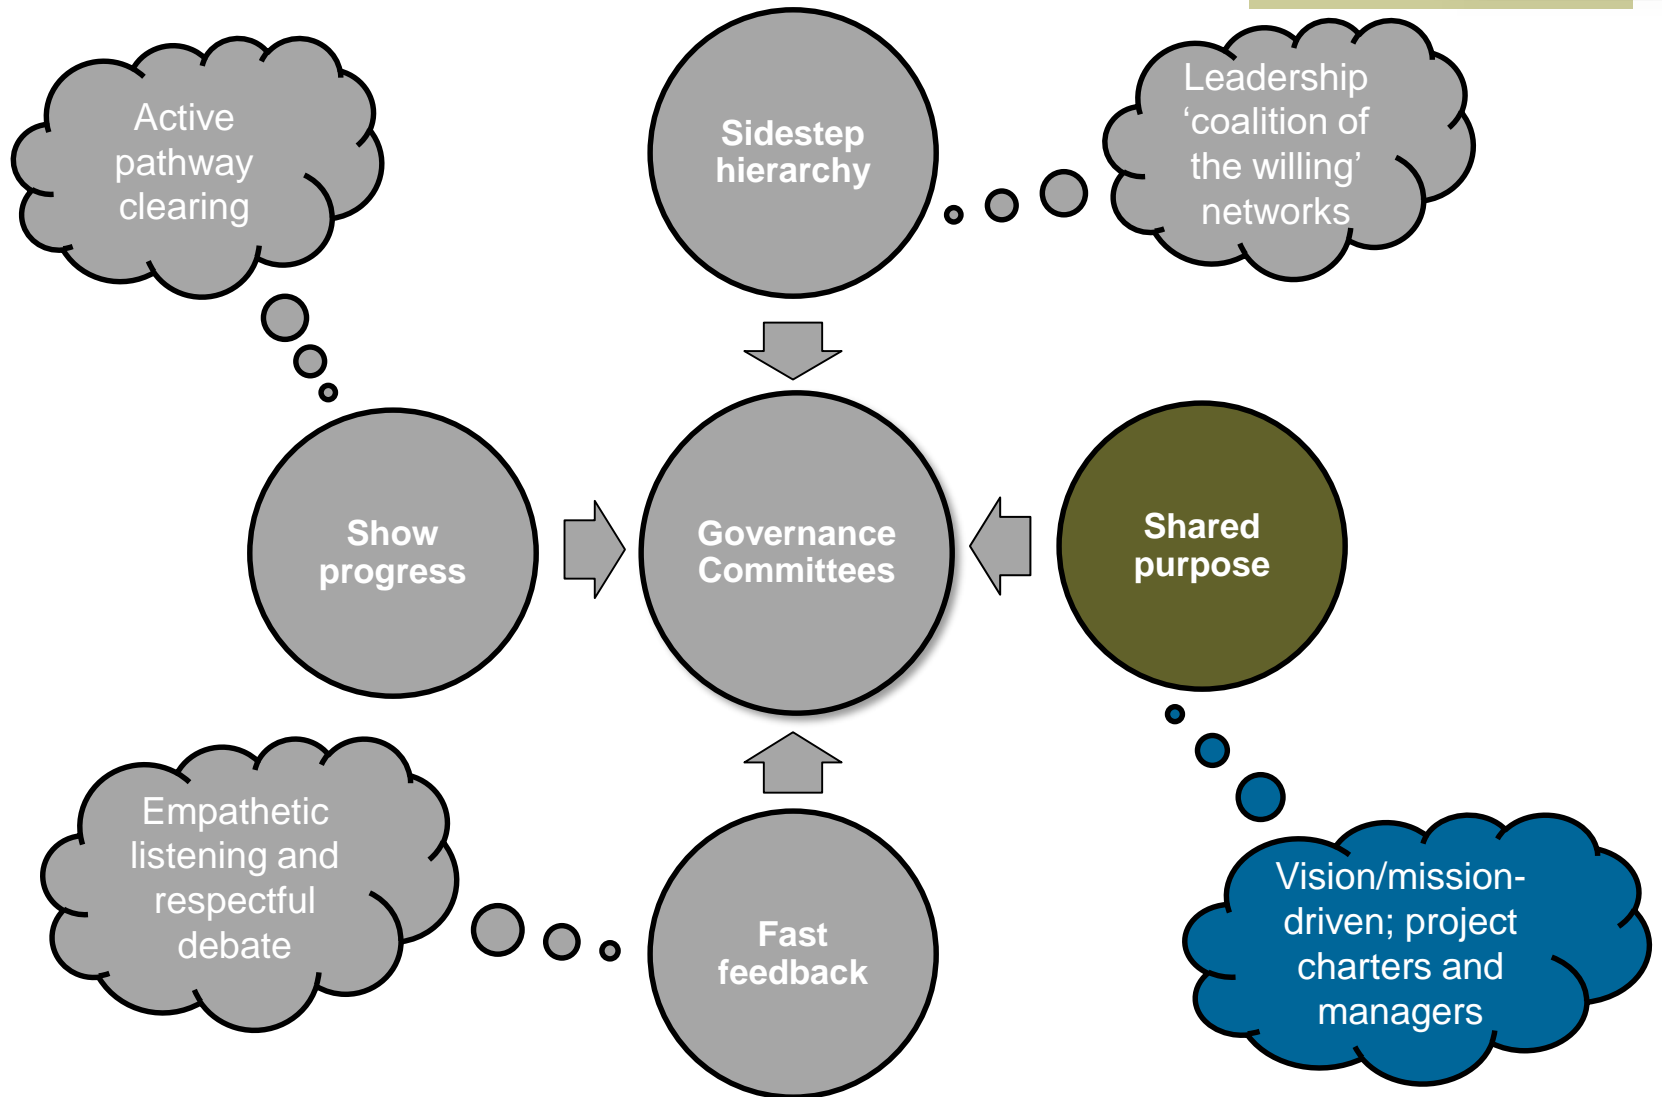 Active
pathway
clearing
Sidestep
hierarchy
Leadership
‘coalition of
the willing’
networks
Show
progress
Governance
Committees
Shared
purpose
Empathetic
listening and
respectful
debate
Fast
feedback
Vision/mission-
driven; project
charters and
managers